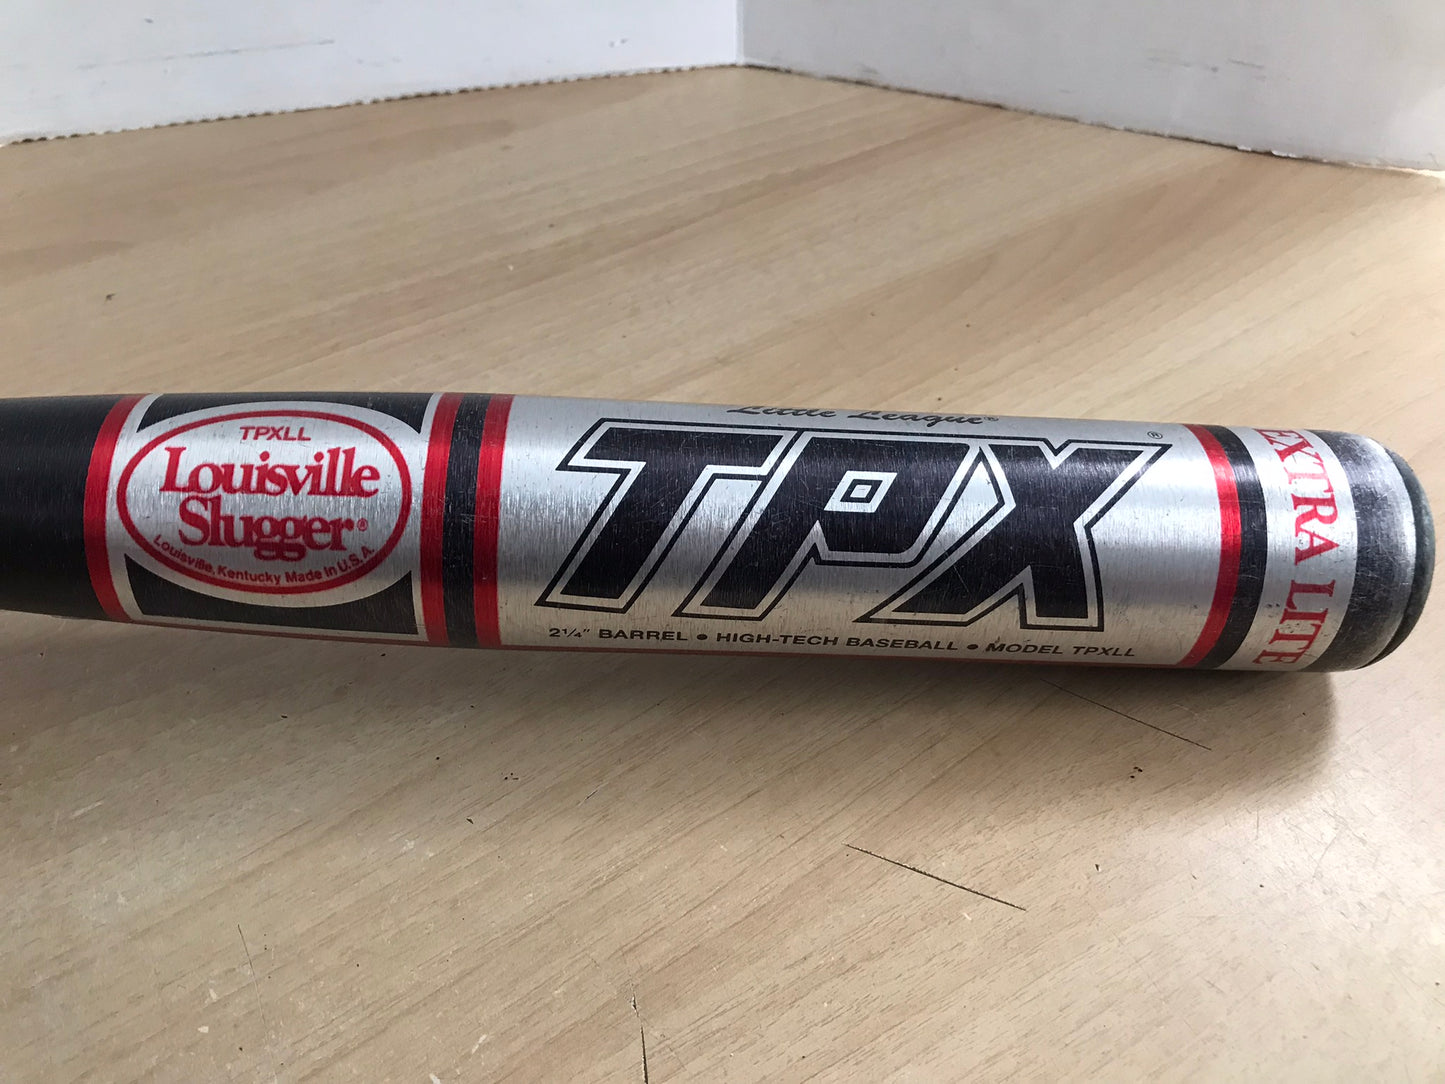 TPXLL
Louisville
Slugger®
Louisville, Kentucky Made in U.S.A.
Little League®
TPX®
2¼" BARREL • HIGH-TECH BASEBALL • MODEL TPXLL
EXTRA LITE